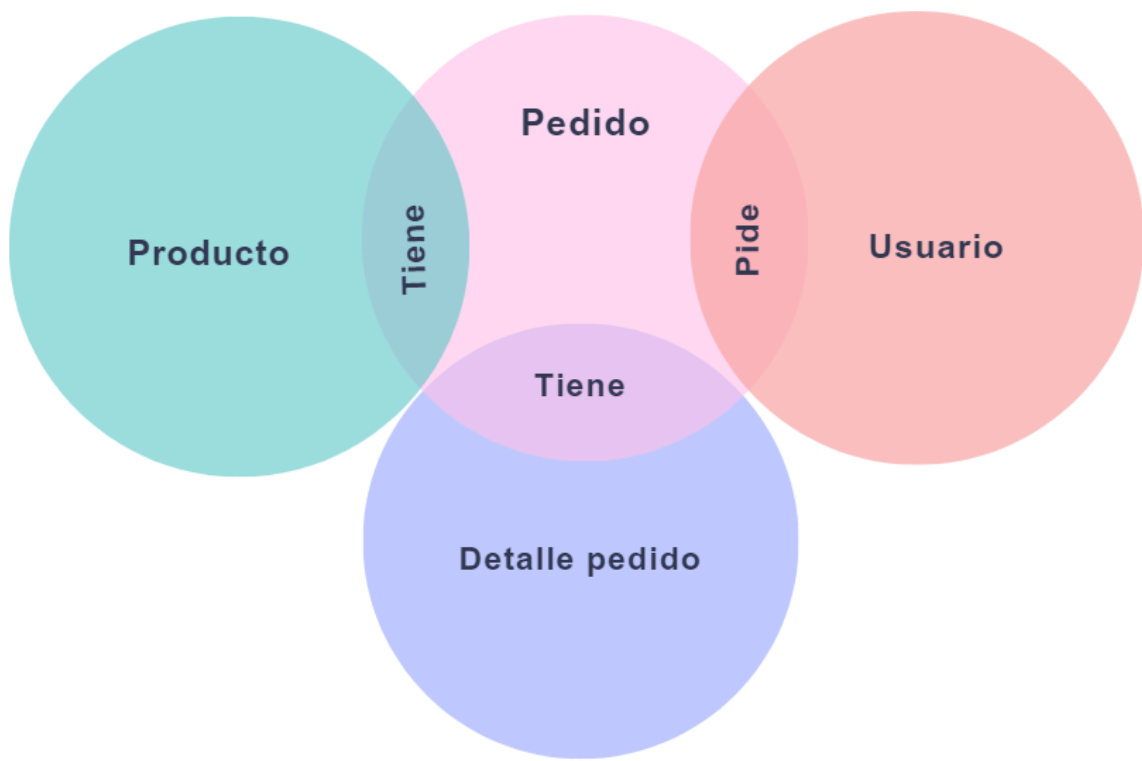 Pedido
Producto
Tiene
Pide
Usuario
Tiene
Detalle pedido